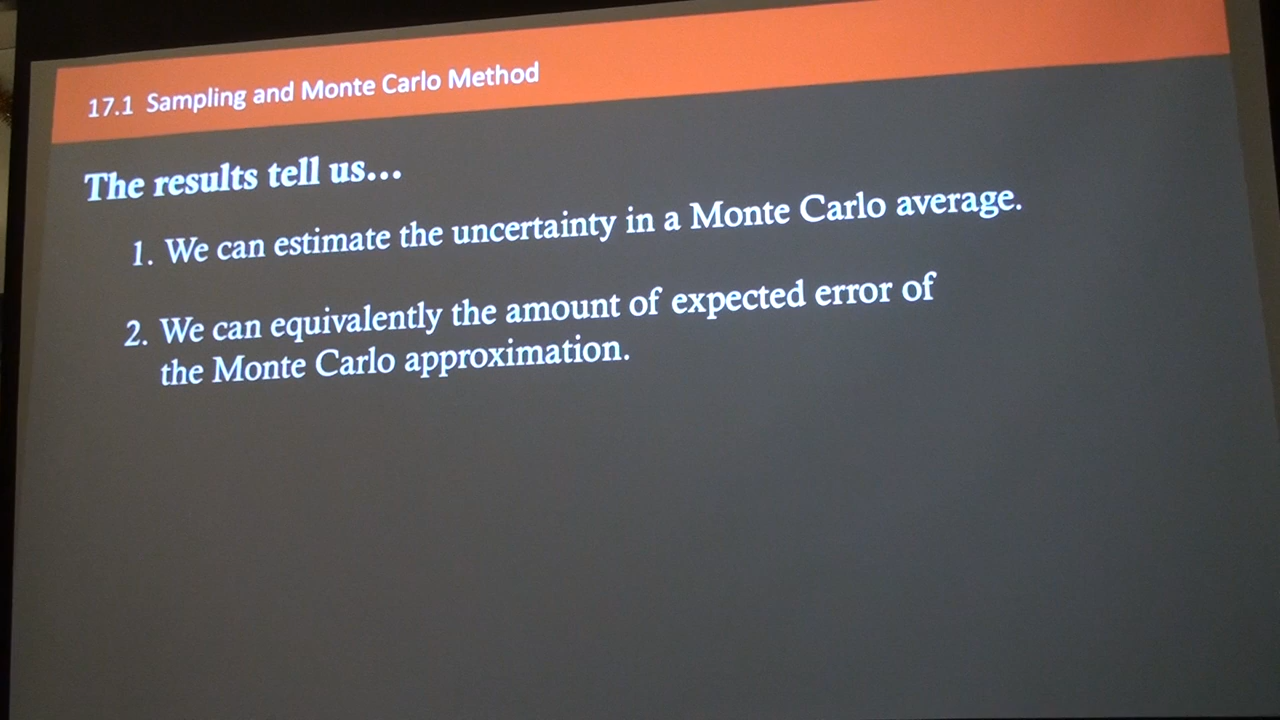 17.1 Sampling and Monte Carlo Method
The results tell us...
1. We can estimate the uncertainty in a Monte Carlo average.
2. We can equivalently the amount of expected error of
the Monte Carlo approximation.